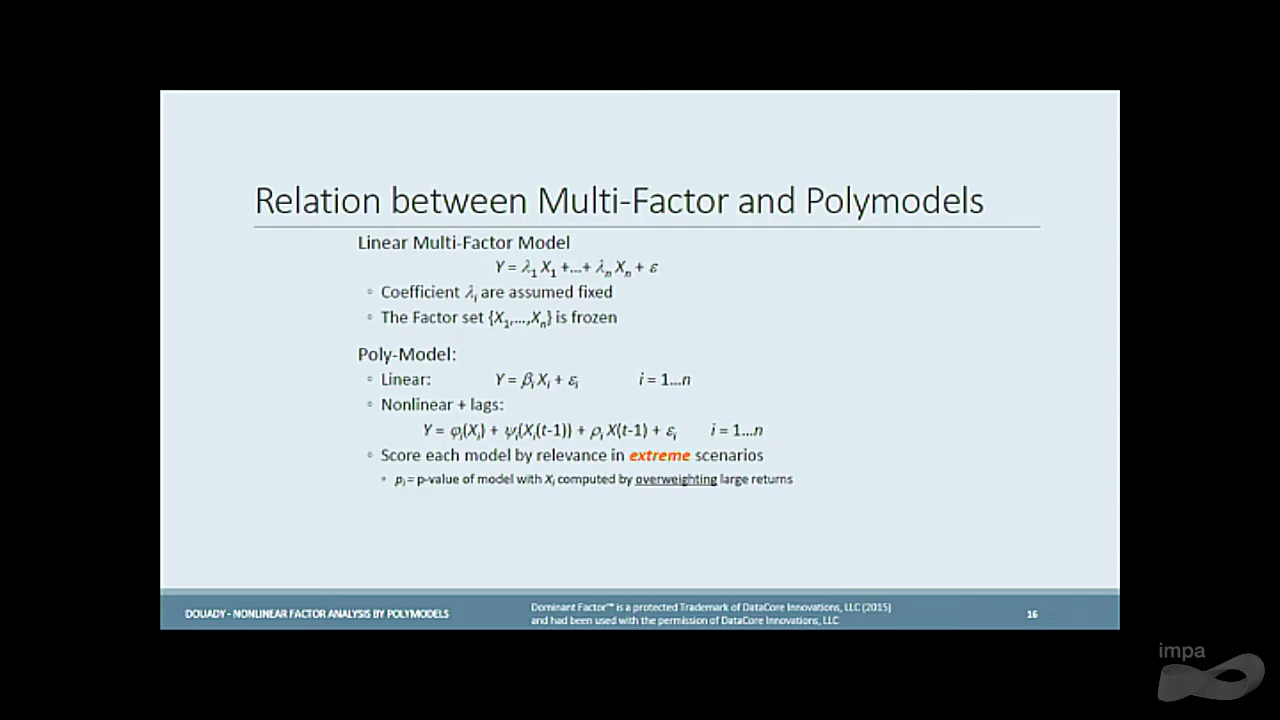 Relation between Multi-Factor and Polymodels
Linear Multi-Factor Model
Y = λ₁ X₁ +...+ λₙ Xₙ + ε
◦ Coefficient λᵢ are assumed fixed
◦ The Factor set {X₁,...,Xₙ} is frozen
Poly-Model:
◦ Linear: Y = βᵢ Xᵢ + εᵢ i = 1...n
◦ Nonlinear + lags:
Y = φᵢ(Xᵢ) + ψᵢ(Xᵢ(t-1)) + ρᵢ X(t-1) + εᵢ i = 1...n
◦ Score each model by relevance in extreme scenarios
◦ pᵢ = p-value of model with Xᵢ computed by overweighting large returns
DOUADY - NONLINEAR FACTOR ANALYSIS BY POLYMODELS
Dominant Factor™ is a protected Trademark of DataCore Innovations, LLC (2015)
and had been used with the permission of DataCore Innovations, LLC
16
impa